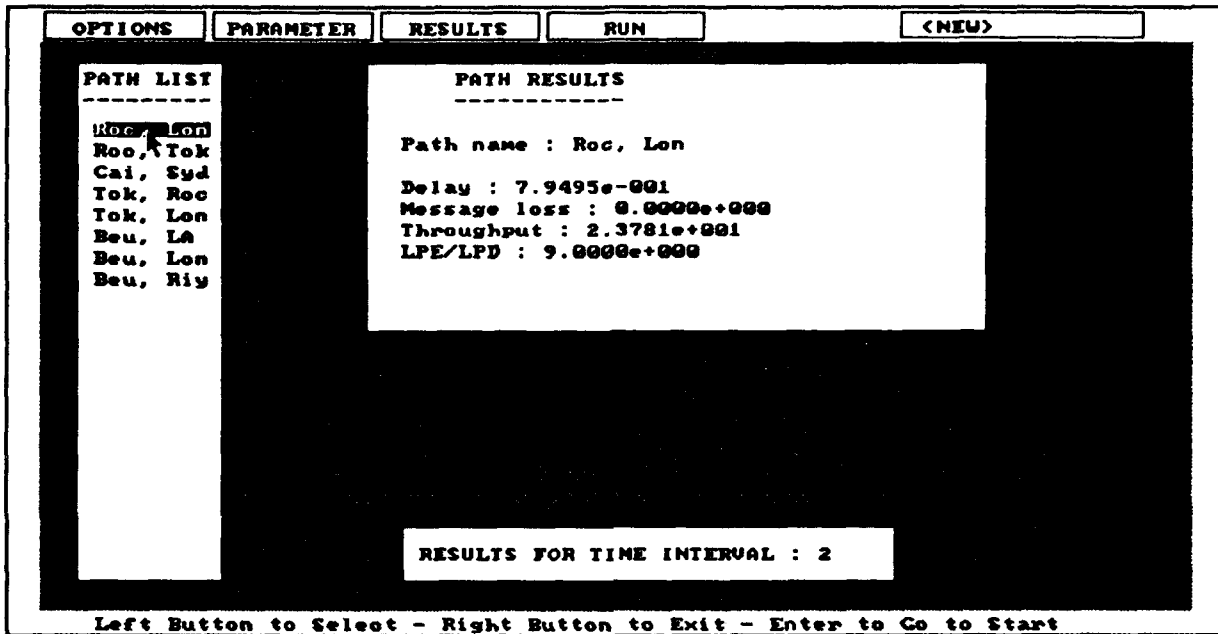 OPTIONS PARAMETER RESULTS RUN <NEW>
PATH LIST
----------
Roc, Lon
Roc, Tok
Cai, Syd
Tok, Roc
Tok, Lon
Beu, LA
Beu, Lon
Beu, Riy
PATH RESULTS
------------
Path name : Roc, Lon
Delay : 7.9495e-001
Message loss : 0.0000e+000
Throughput : 2.3781e+001
LPE/LPD : 9.0000e+000
RESULTS FOR TIME INTERVAL : 2
Left Button to Select - Right Button to Exit - Enter to Go to Start